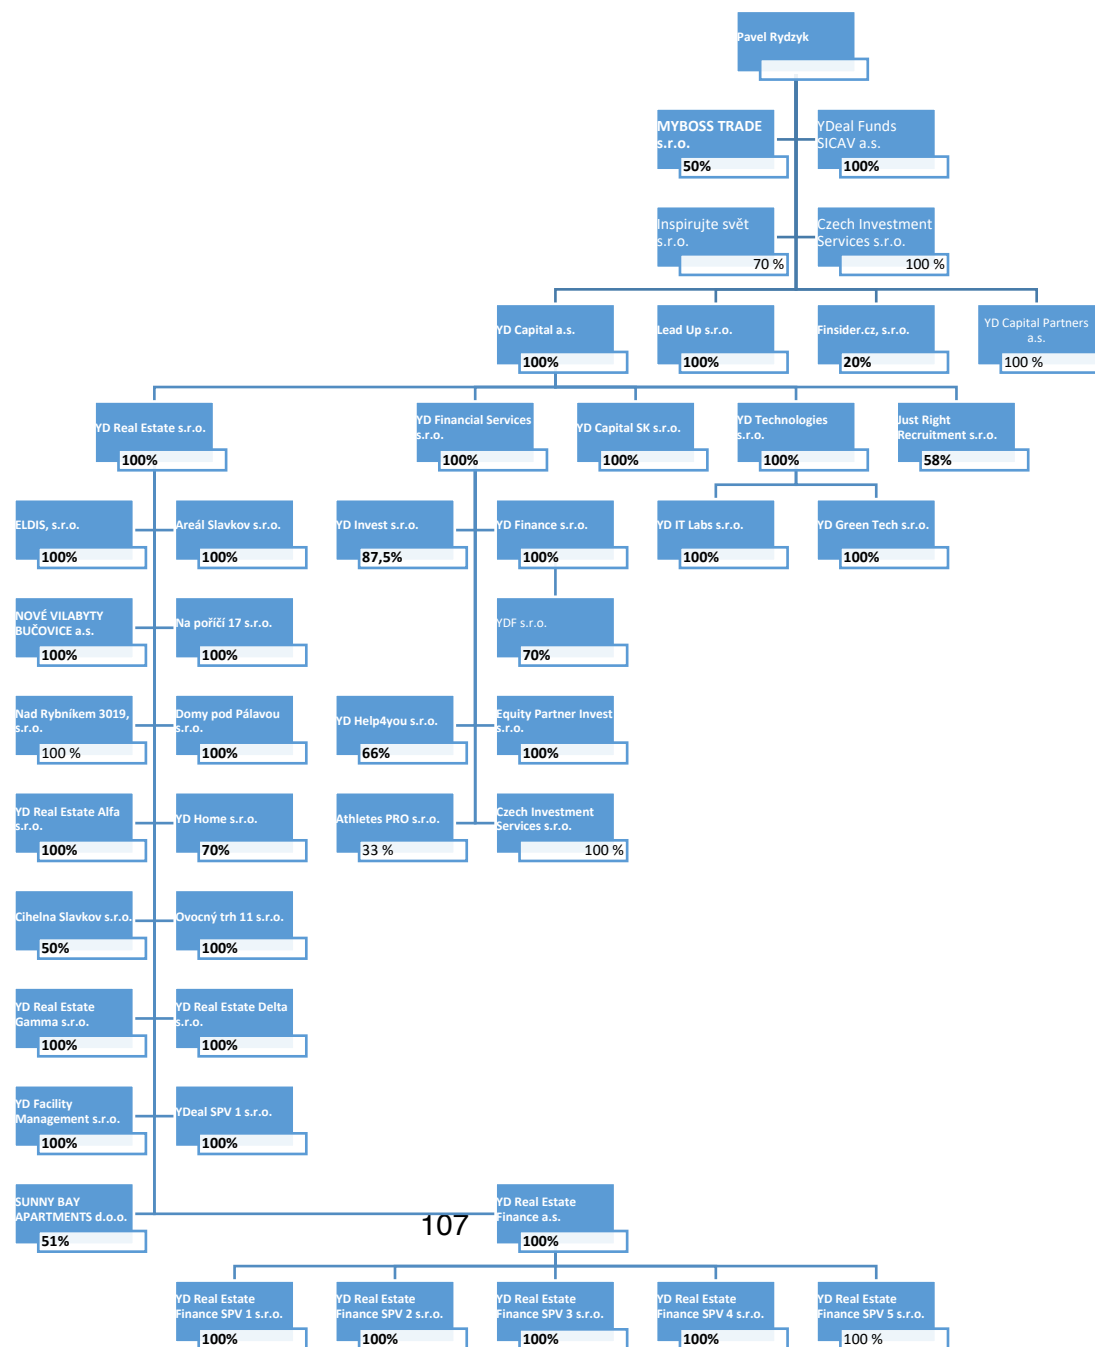 Pavel Rydzyk
MYBOSS TRADE
s.r.o.
50%
YDeal Funds
SICAV a.s.
100%
Inspirujte svět
s.r.o.
70 %
Czech Investment
Services s.r.o.
100 %
YD Capital a.s.
100%
Lead Up s.r.o.
100%
Finsider.cz, s.r.o.
20%
YD Capital Partners
a.s.
100 %
YD Real Estate s.r.o.
100%
YD Financial Services
s.r.o.
100%
YD Capital SK s.r.o.
100%
YD Technologies
s.r.o.
100%
Just Right
Recruitment s.r.o.
58%
ELDIS, s.r.o.
100%
Areál Slavkov s.r.o.
100%
YD Invest s.r.o.
87,5%
YD Finance s.r.o.
100%
YD IT Labs s.r.o.
100%
YD Green Tech s.r.o.
100%
NOVÉ VILABYTY
BUČOVICE a.s.
100%
Na poříčí 17 s.r.o.
100%
YDF s.r.o.
70%
Nad Rybníkem 3019,
s.r.o.
100 %
Domy pod Pálavou
s.r.o.
100%
YD Help4you s.r.o.
66%
Equity Partner Invest
s.r.o.
100%
YD Real Estate Alfa
s.r.o.
100%
YD Home s.r.o.
70%
Athletes PRO s.r.o.
33 %
Czech Investment
Services s.r.o.
100 %
Cihelna Slavkov s.r.o.
50%
Ovocný trh 11 s.r.o.
100%
YD Real Estate
Gamma s.r.o.
100%
YD Real Estate Delta
s.r.o.
100%
YD Facility
Management s.r.o.
100%
YDeal SPV 1 s.r.o.
100%
SUNNY BAY
APARTMENTS d.o.o.
51%
107
YD Real Estate
Finance a.s.
100%
YD Real Estate
Finance SPV 1 s.r.o.
100%
YD Real Estate
Finance SPV 2 s.r.o.
100%
YD Real Estate
Finance SPV 3 s.r.o.
100%
YD Real Estate
Finance SPV 4 s.r.o.
100%
YD Real Estate
Finance SPV 5 s.r.o.
100 %